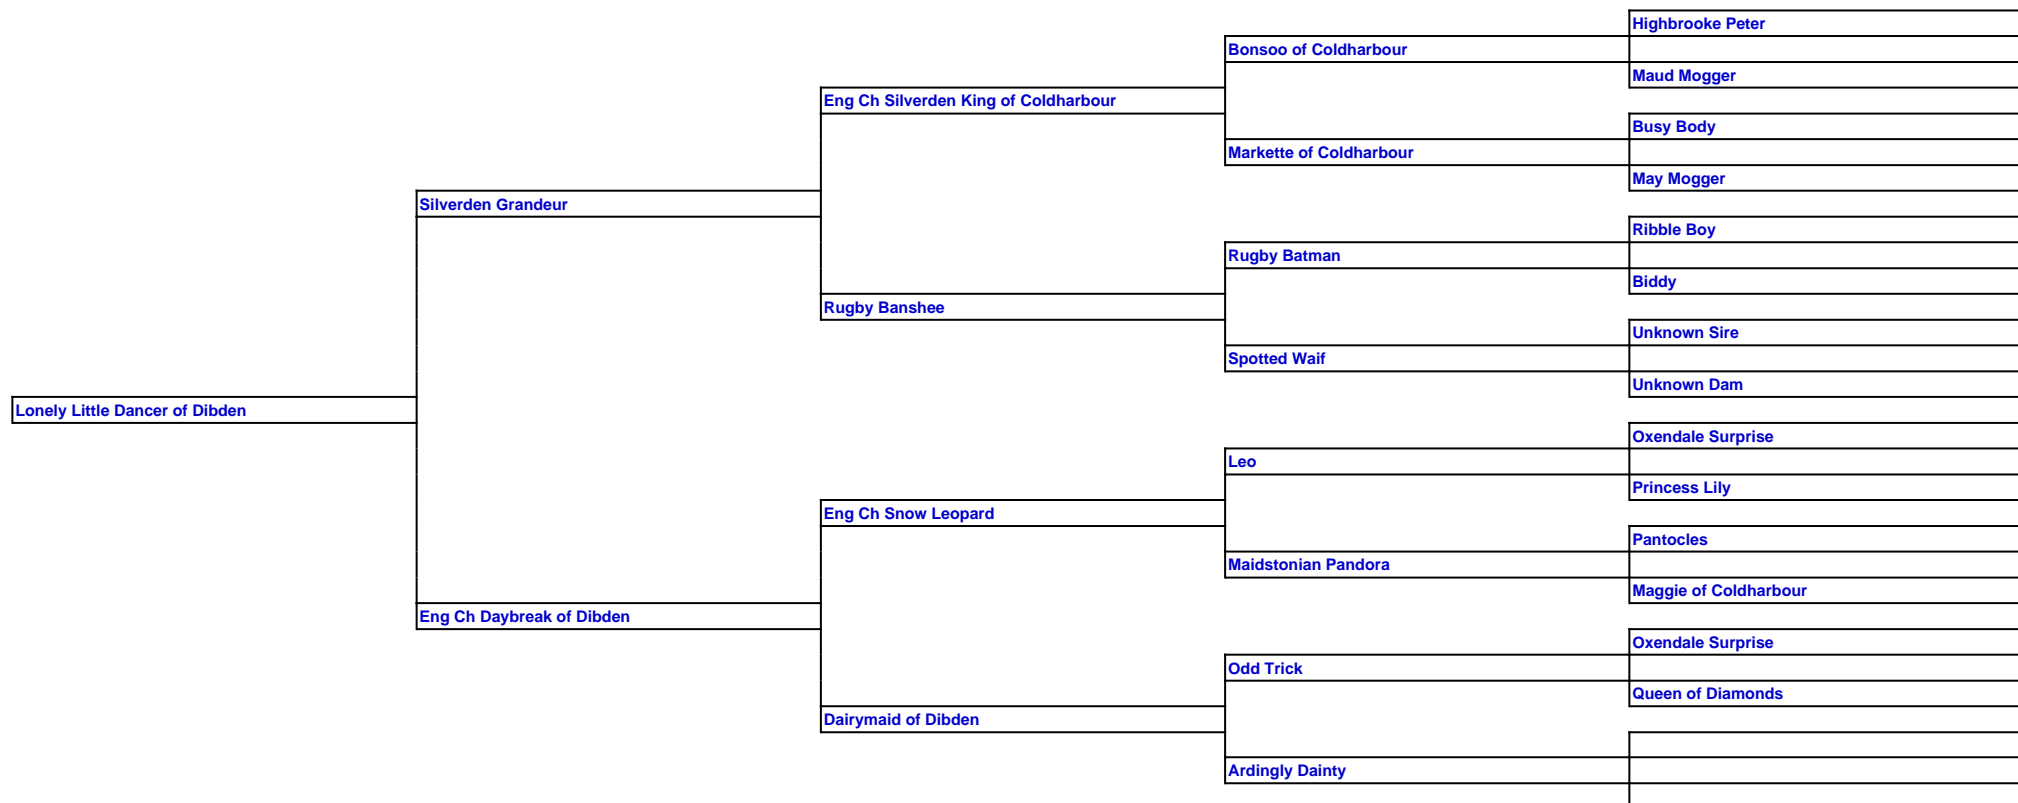 Highbrooke Peter
Bonsoo of Coldharbour
Maud Mogger
Eng Ch Silverden King of Coldharbour
Busy Body
Markette of Coldharbour
May Mogger
Silverden Grandeur
Ribble Boy
Rugby Batman
Biddy
Rugby Banshee
Unknown Sire
Spotted Waif
Unknown Dam
Lonely Little Dancer of Dibden
Oxendale Surprise
Leo
Princess Lily
Eng Ch Snow Leopard
Pantocles
Maidstonian Pandora
Maggie of Coldharbour
Eng Ch Daybreak of Dibden
Oxendale Surprise
Odd Trick
Queen of Diamonds
Dairymaid of Dibden
Ardingly Dainty